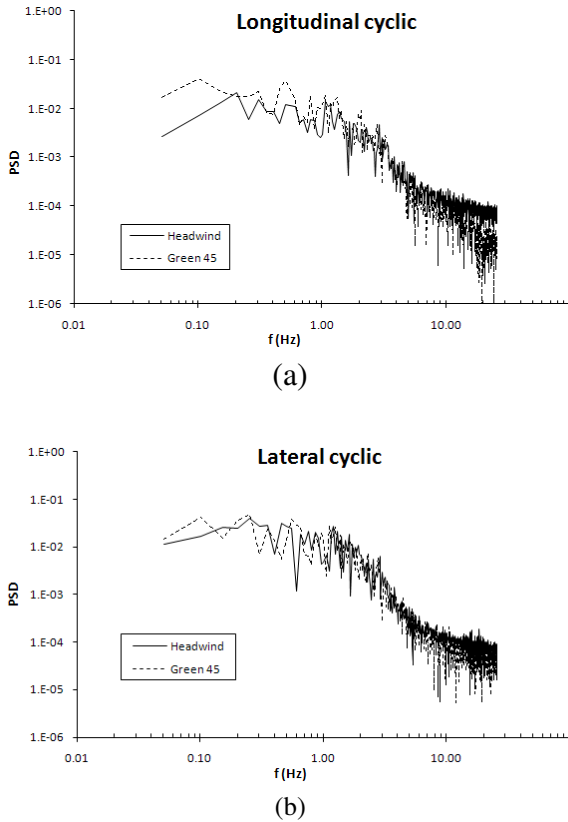 Longitudinal cyclic
1.E+00
1.E-01
1.E-02
1.E-03
1.E-04
1.E-05
1.E-06
PSD
Headwind
Green 45
0.01 0.10 1.00 10.00
f (Hz)
(a)
Lateral cyclic
1.E+00
1.E-01
1.E-02
1.E-03
1.E-04
1.E-05
1.E-06
PSD
Headwind
Green 45
0.01 0.10 1.00 10.00
f (Hz)
(b)